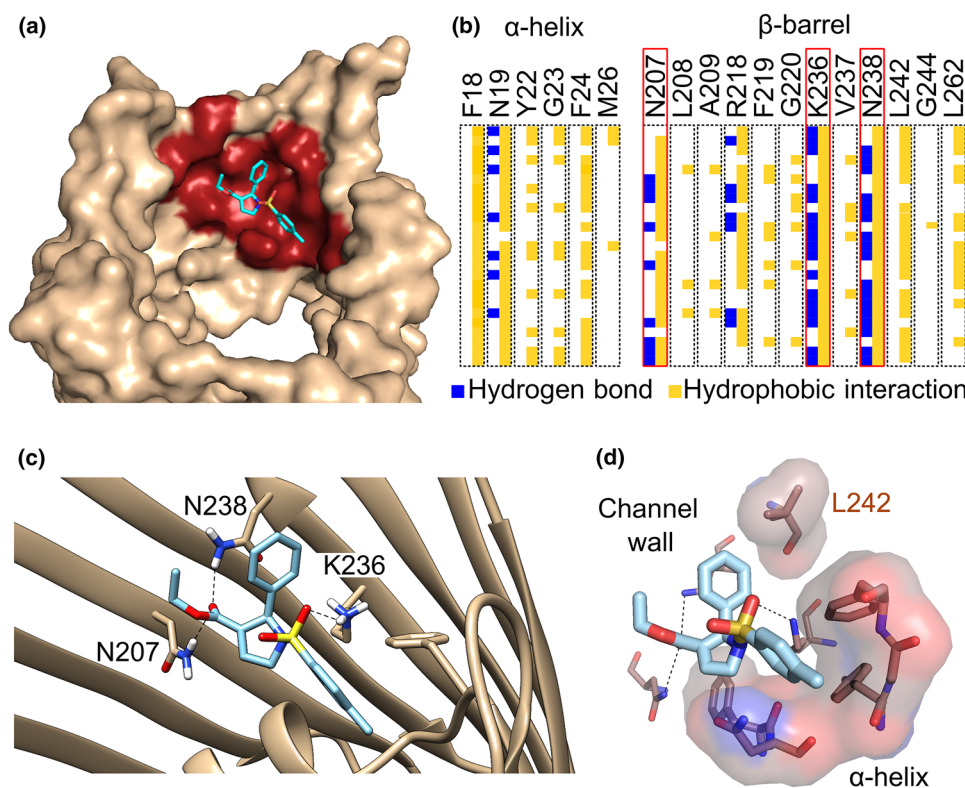 (a)
(b) α-helix β-barrel
F18 N19 Y22 G23 F24 M26 N207 L208 A209 R218 F219 G220 K236 V237 N238 L242 G244 L262
Hydrogen bond Hydrophobic interaction
(c)
N238
K236
N207
(d)
Channel
wall
L242
α-helix